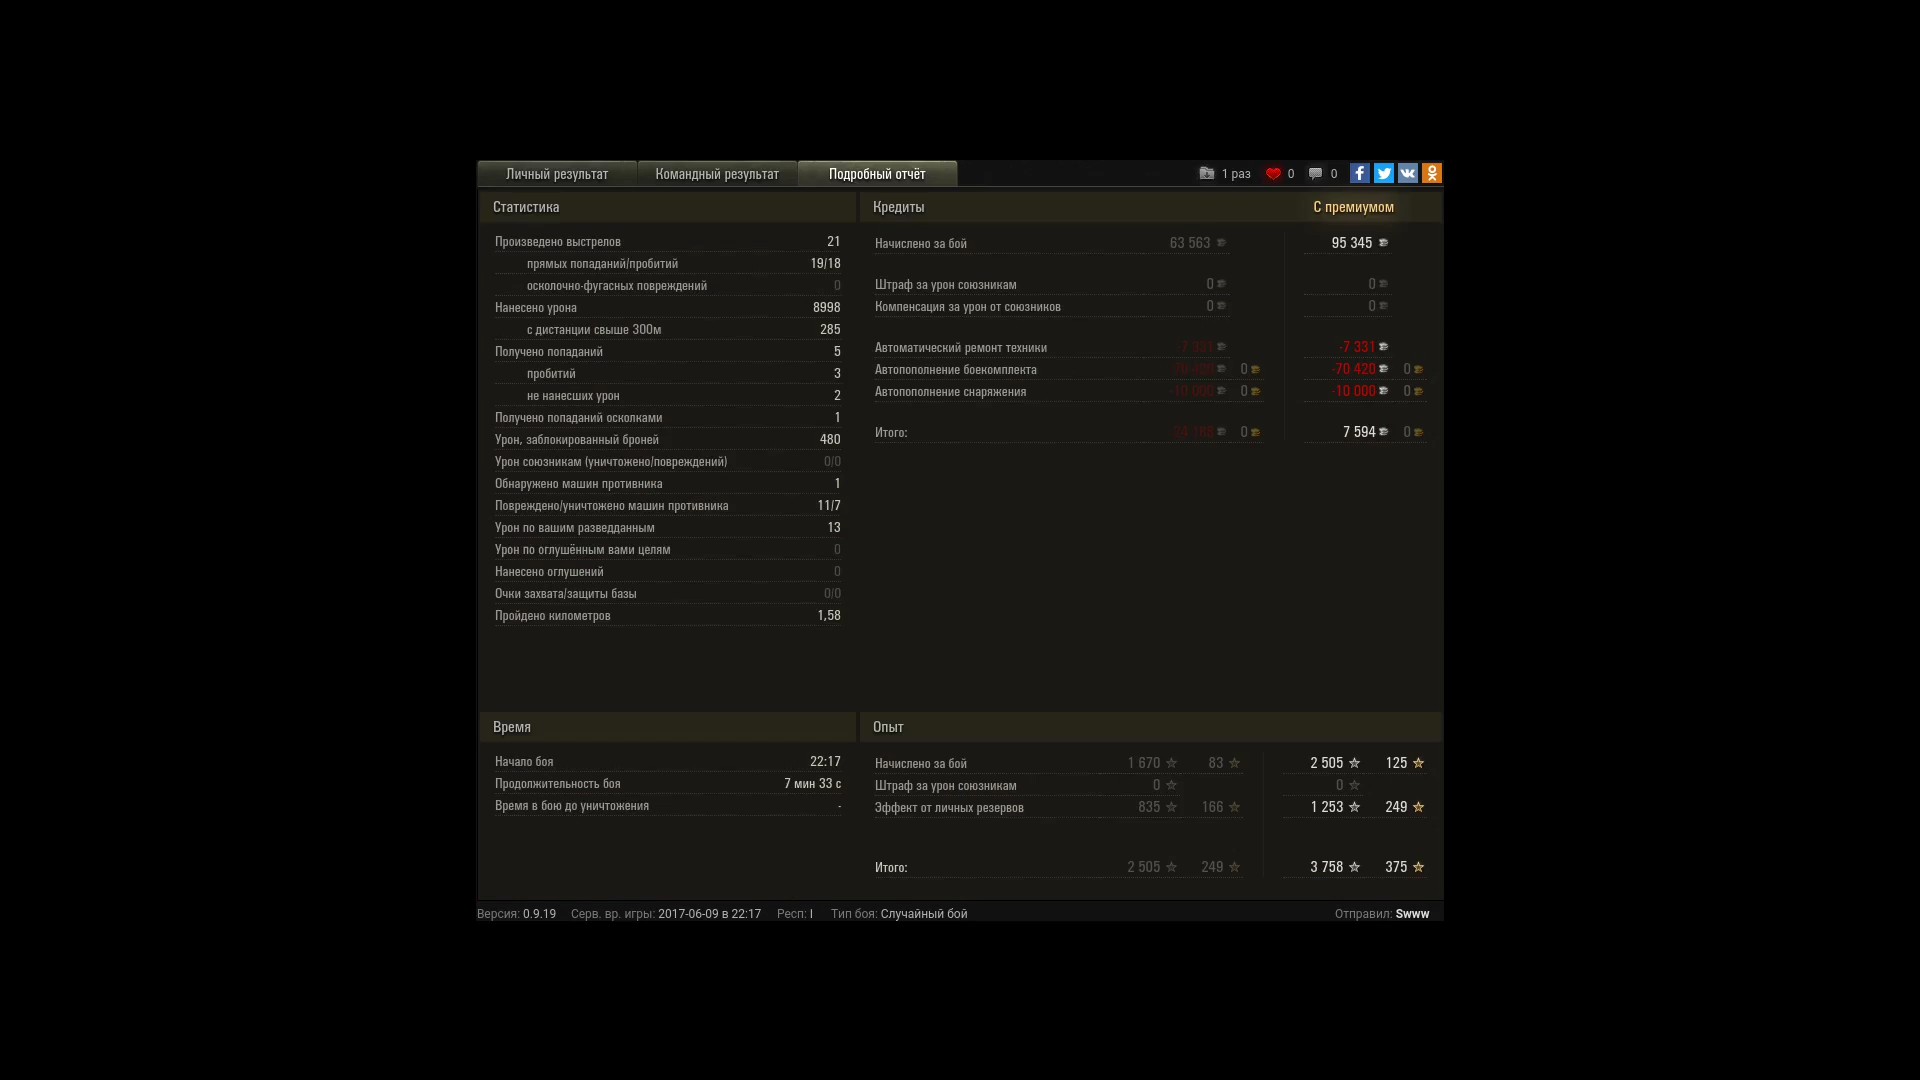 Личный результат Командный результат Подробный отчёт 1 раз 0 0
Статистика
Произведено выстрелов 21
прямых попаданий/пробитий 19/18
осколочно-фугасных повреждений 0
Нанесено урона 8998
с дистанции свыше 300м 285
Получено попаданий 5
пробитий 3
не нанесших урон 2
Получено попаданий осколками 1
Урон, заблокированный броней 480
Урон союзникам (уничтожено/повреждений) 0/0
Обнаружено машин противника 1
Повреждено/уничтожено машин противника 11/7
Урон по вашим разведданным 13
Урон по оглушённым вами целям 0
Нанесено оглушений 0
Очки захвата/защиты базы 0/0
Пройдено километров 1,58
Кредиты С премиумом
Начислено за бой 63 563 95 345
Штраф за урон союзникам 0 0
Компенсация за урон от союзников 0 0
Автоматический ремонт техники -7 331 -7 331
Автопополнение боекомплекта -70 420 0 -70 420 0
Автопополнение снаряжения -10 000 0 -10 000 0
Итого: -24 188 0 7 594 0
Время
Начало боя 22:17
Продолжительность боя 7 мин 33 с
Время в бою до уничтожения -
Опыт
Начислено за бой 1 670 83 2 505 125
Штраф за урон союзникам 0 0
Эффект от личных резервов 835 166 1 253 249
Итого: 2 505 249 3 758 375
Версия: 0.9.19 Серв. вр. игры: 2017-06-09 в 22:17 Респ: I Тип боя: Случайный бой Отправил: Swww